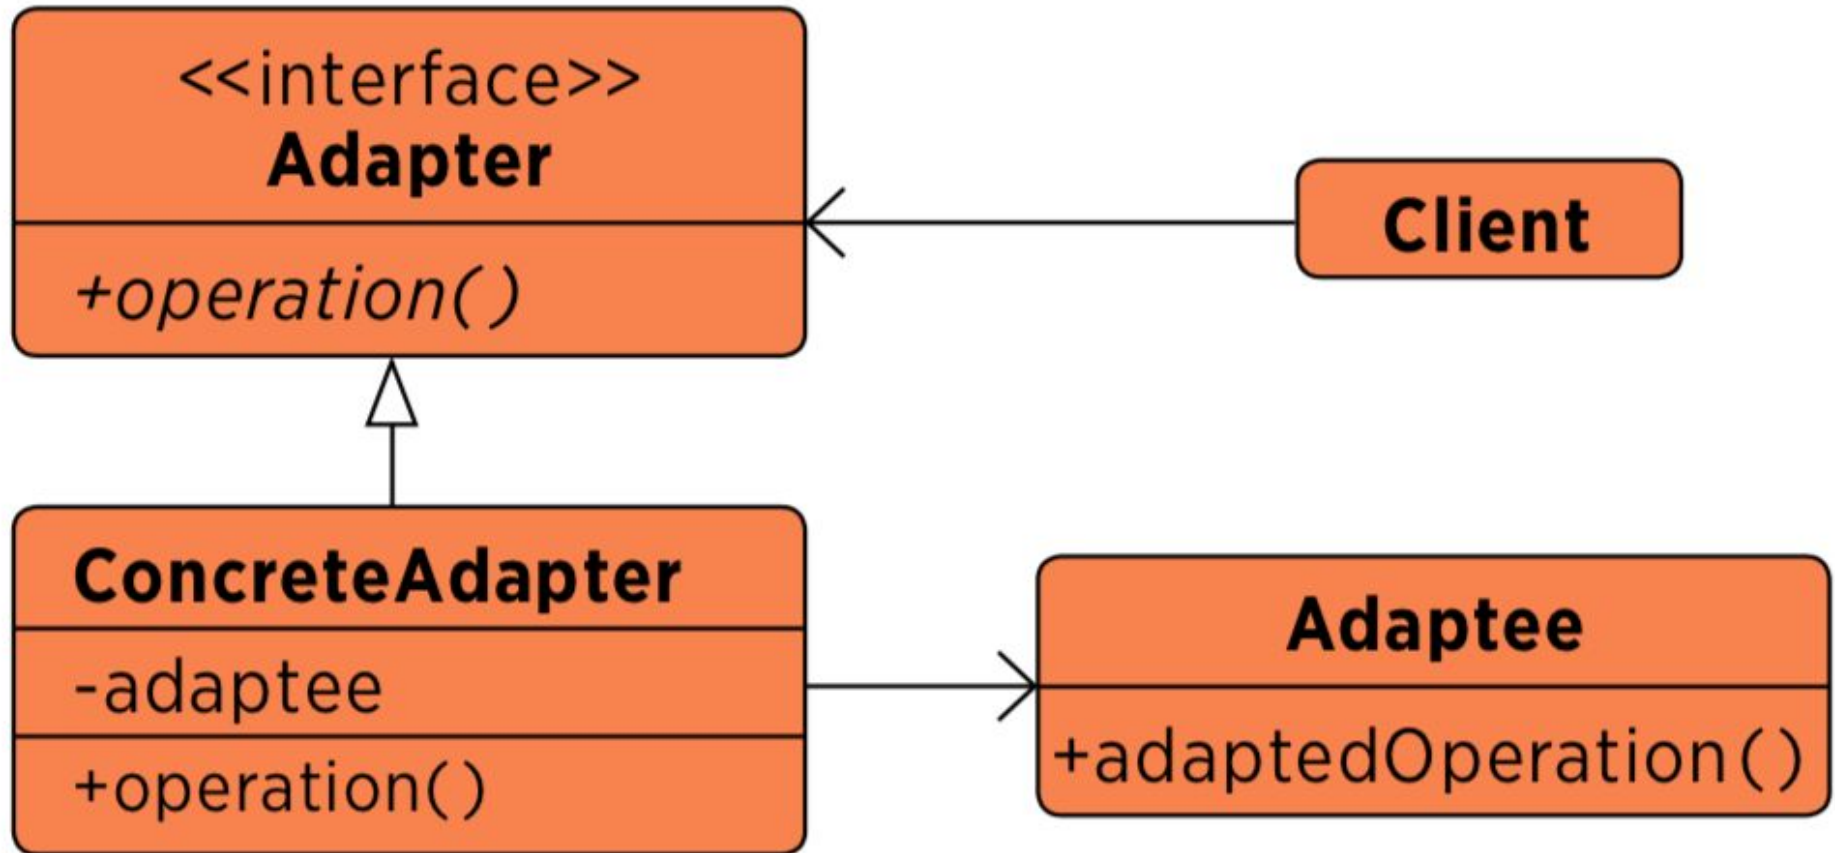 <<interface>>
Adapter
+operation()
Client
ConcreteAdapter
-adaptee
+operation()
Adaptee
+adaptedOperation()